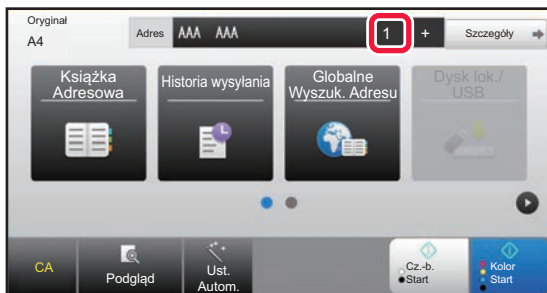 Oryginał
A4
Adres AAA AAA 1 + Szczegóły
Książka
Adresowa
Historia wysyłania
Globalne
Wyszuk. Adresu
Dysk lok./
USB
CA
Podgląd
Ust.
Autom.
Cz.-b.
Start
Kolor
Start